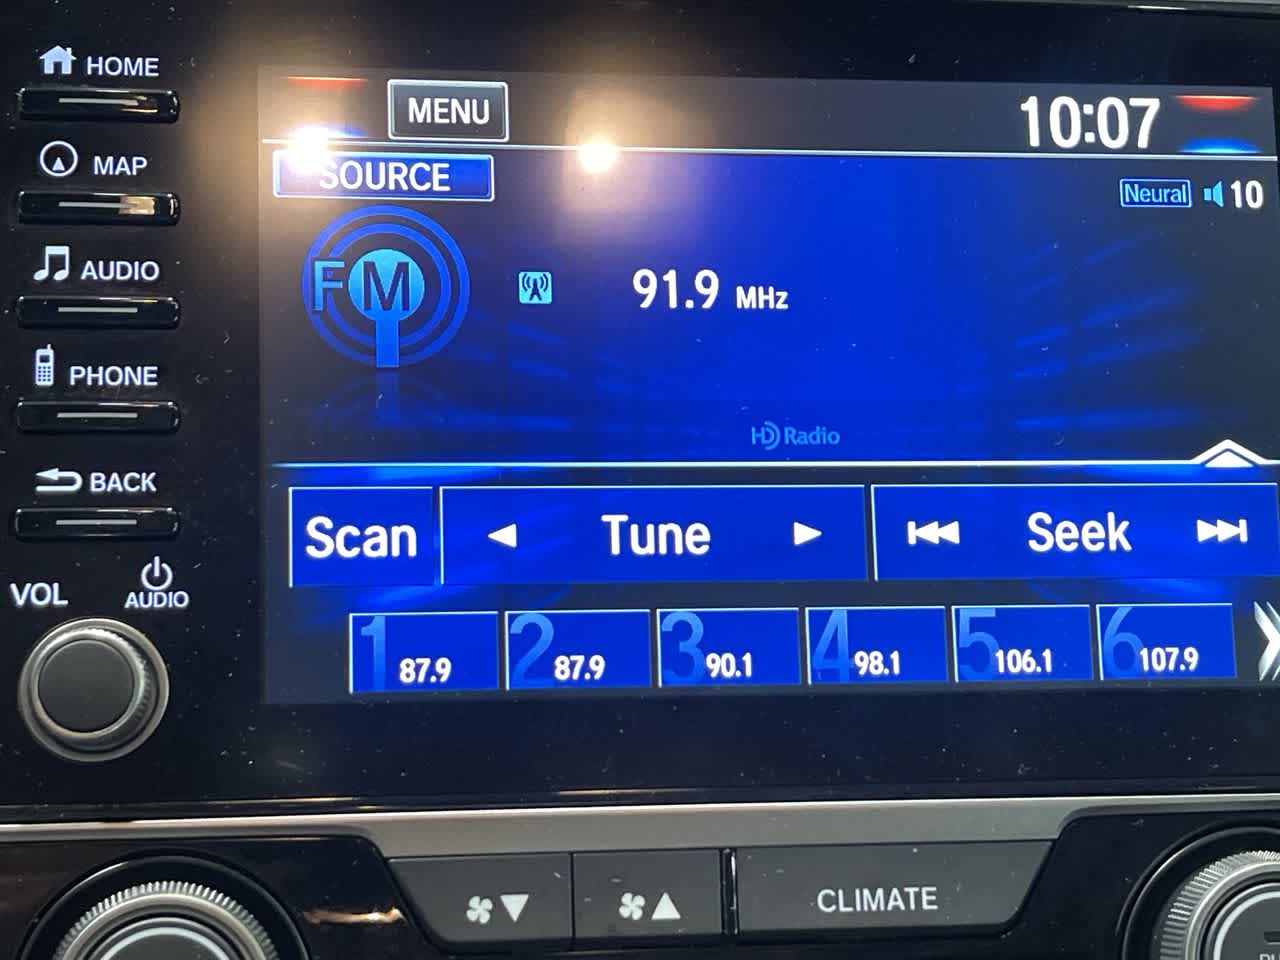 HOME
MAP
AUDIO
PHONE
BACK
VOL
AUDIO
MENU
10:07
SOURCE
Neural 10
FM
91.9 MHz
HD Radio
Scan Tune Seek
1 87.9
2 87.9
3 90.1
4 98.1
5 106.1
6 107.9
CLIMATE